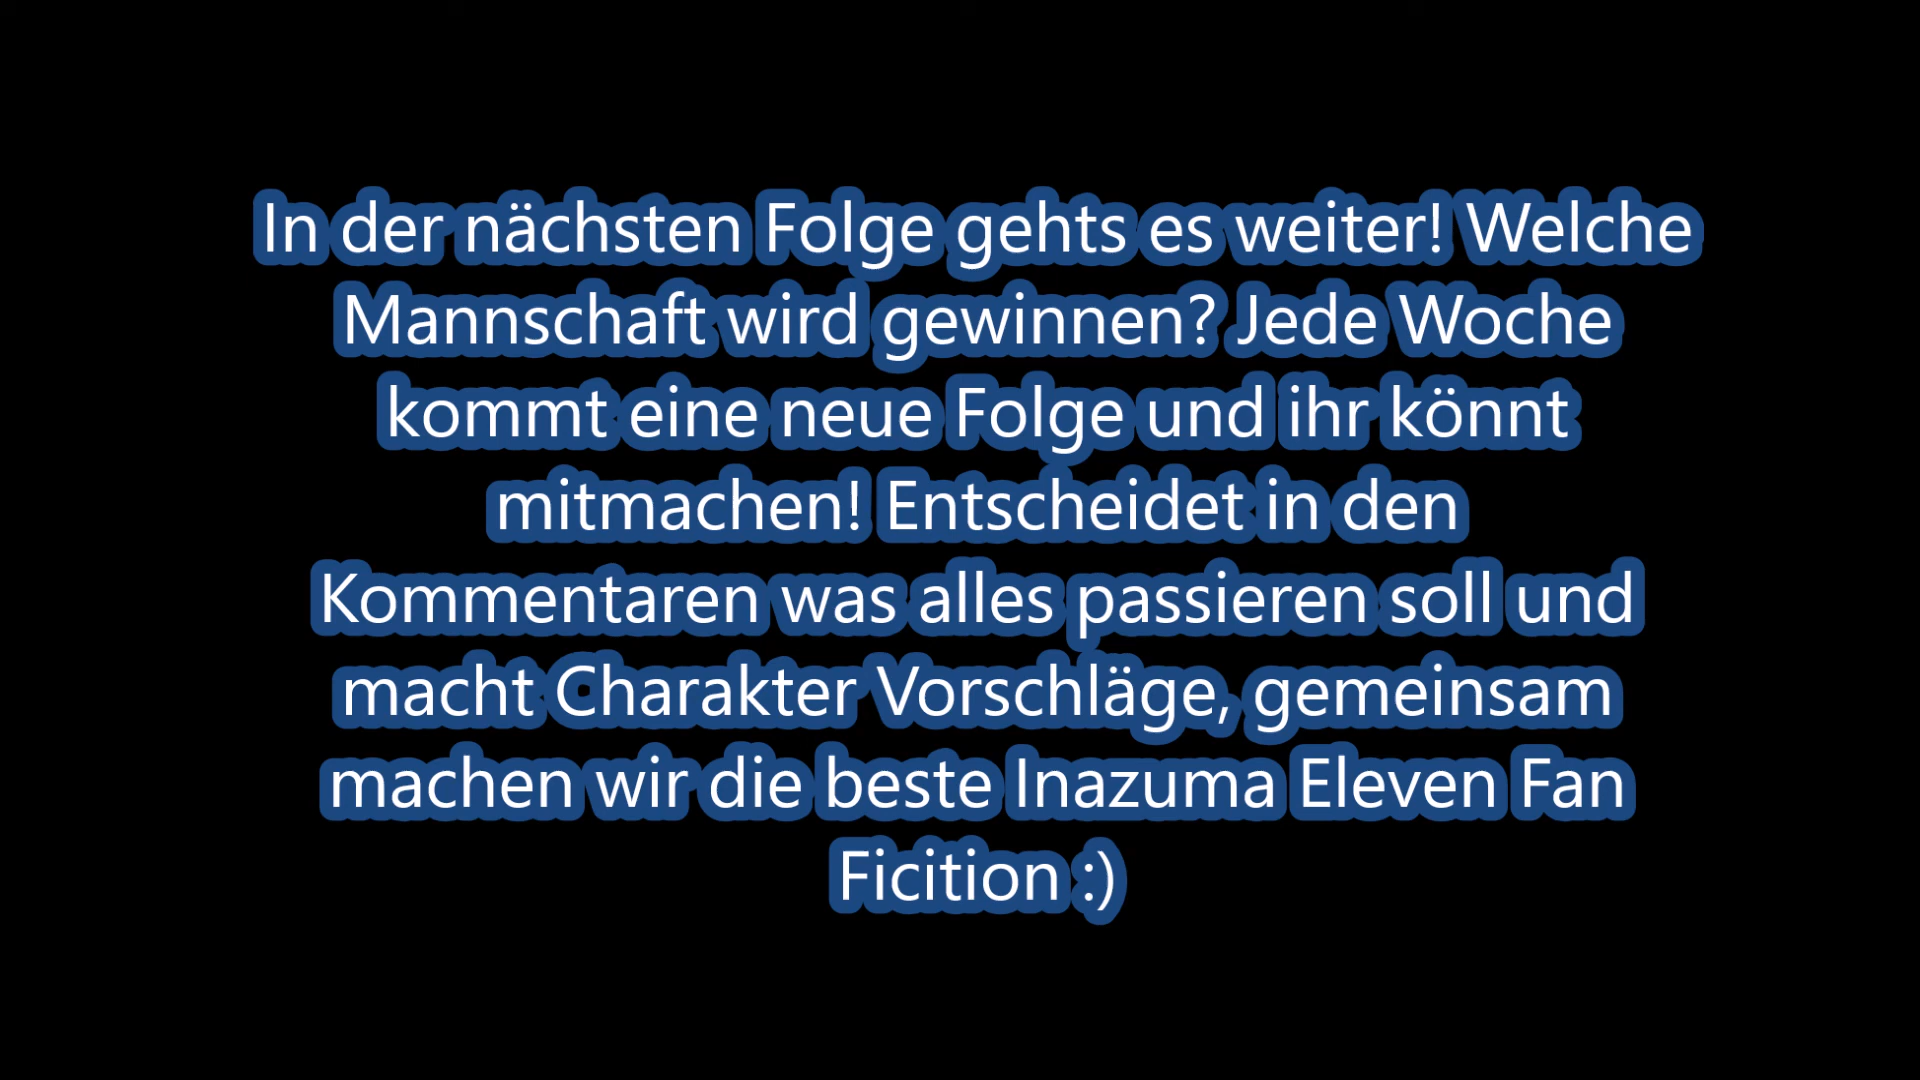 In der nächsten Folge gehts es weiter! Welche
Mannschaft wird gewinnen? Jede Woche
kommt eine neue Folge und ihr könnt
mitmachen! Entscheidet in den
Kommentaren was alles passieren soll und
macht Charakter Vorschläge, gemeinsam
machen wir die beste Inazuma Eleven Fan
Ficition :)